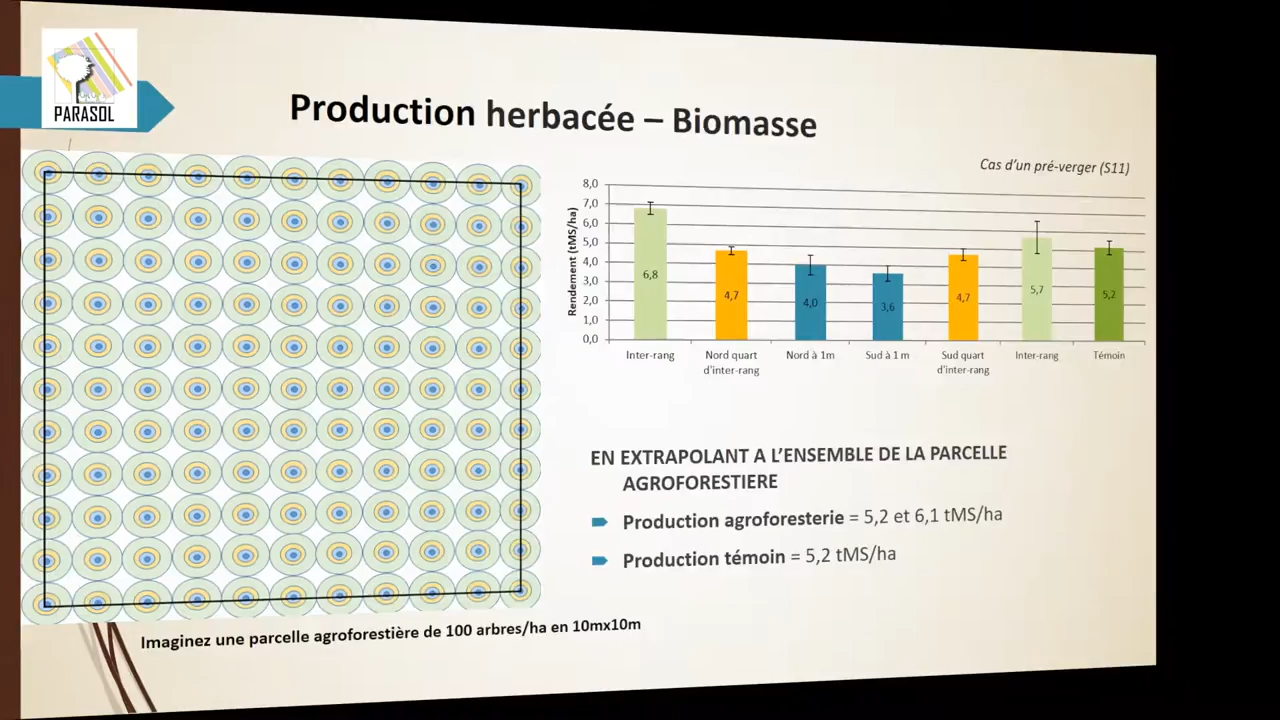 PARASOL
Production herbacée – Biomasse
Cas d'un pré-verger (S11)
Rendement (tMS/ha)
8,0
7,0
6,0
5,0
4,0
3,0
2,0
1,0
0,0
6,8
4,7
4,0
3,6
4,7
5,7
5,2
Inter-rang
Nord quart d'inter-rang
Nord à 1m
Sud à 1 m
Sud quart d'inter-rang
Inter-rang
Témoin
EN EXTRAPOLANT A L'ENSEMBLE DE LA PARCELLE
AGROFORESTIERE
Production agroforesterie = 5,2 et 6,1 tMS/ha
Production témoin = 5,2 tMS/ha
Imaginez une parcelle agroforestière de 100 arbres/ha en 10mx10m